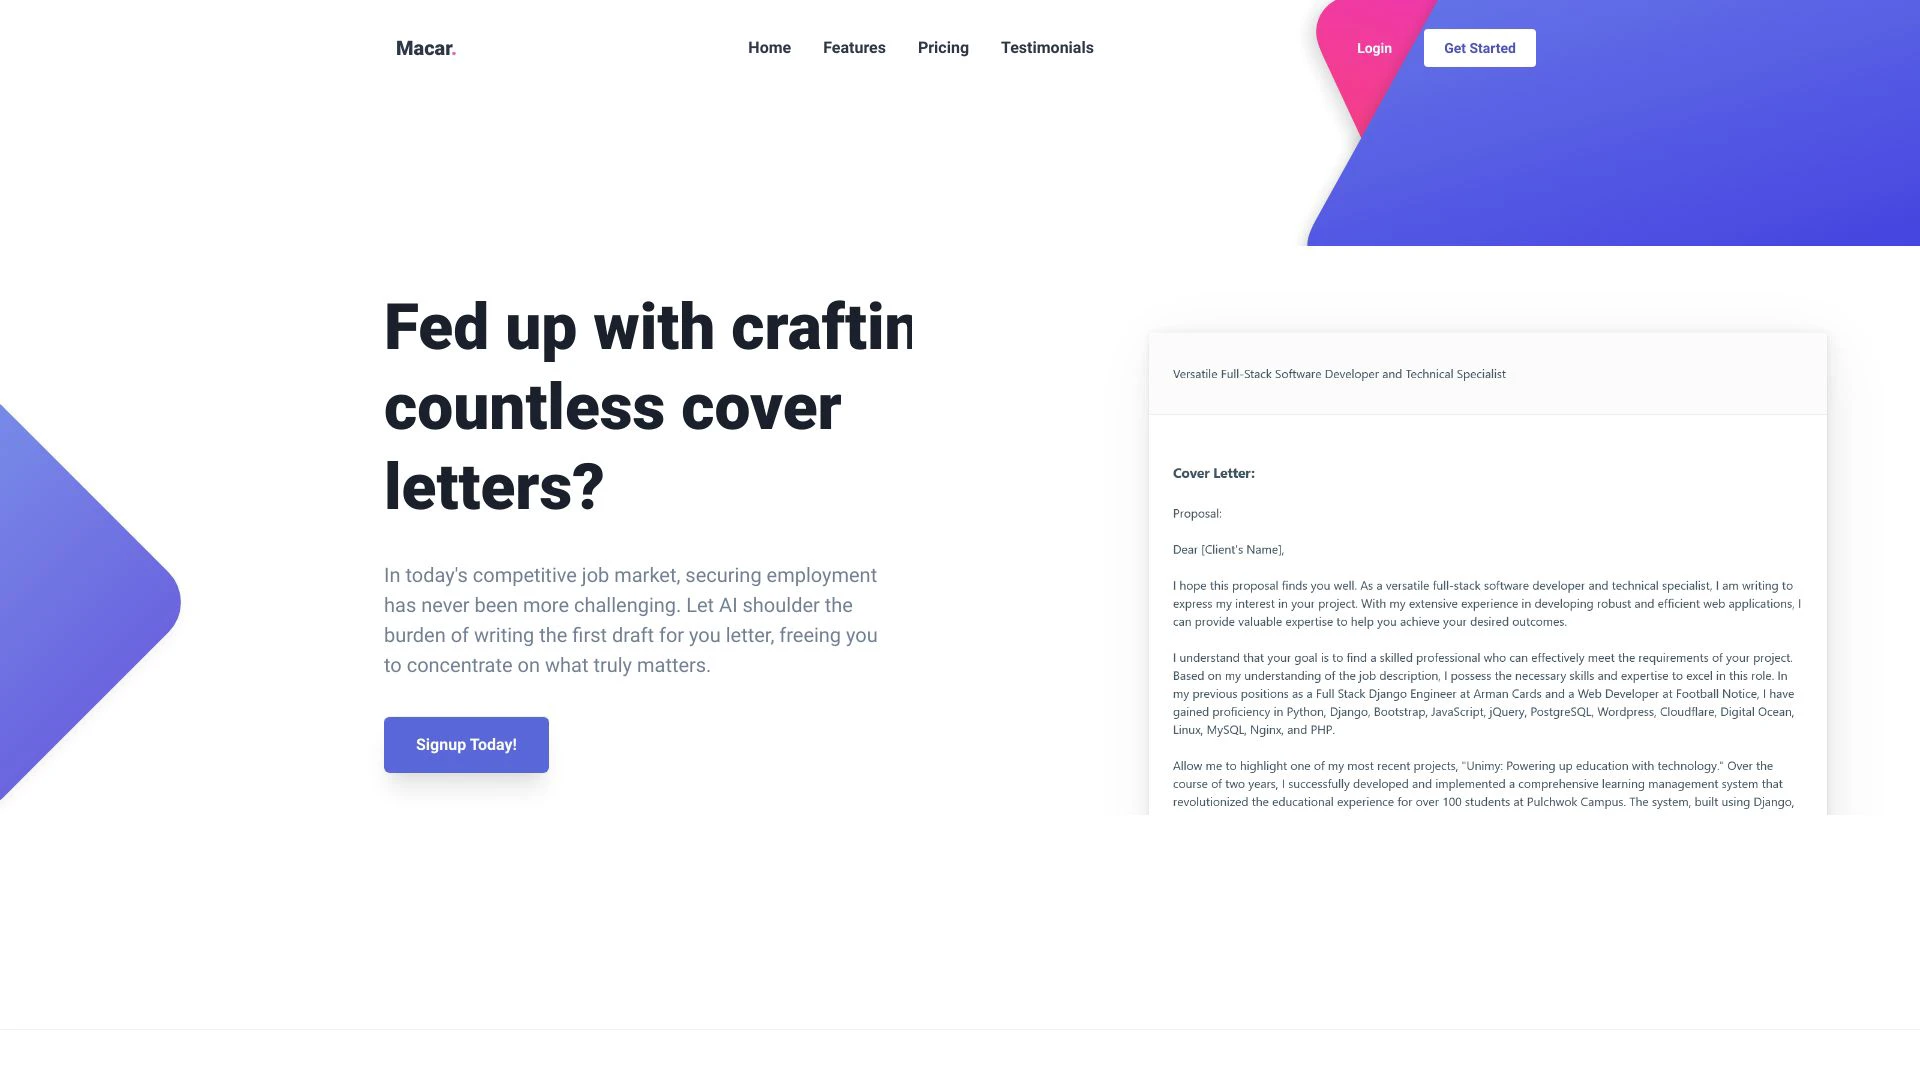 Macar.
Home
Features
Pricing
Testimonials
Login
Get Started
Fed up with craftin
countless cover
letters?
In today's competitive job market, securing employment
has never been more challenging. Let AI shoulder the
burden of writing the first draft for you letter, freeing you
to concentrate on what truly matters.
Signup Today!
Versatile Full-Stack Software Developer and Technical Specialist
Cover Letter:
Proposal:
Dear [Client's Name],
I hope this proposal finds you well. As a versatile full-stack software developer and technical specialist, I am writing to
express my interest in your project. With my extensive experience in developing robust and efficient web applications, I
can provide valuable expertise to help you achieve your desired outcomes.
I understand that your goal is to find a skilled professional who can effectively meet the requirements of your project.
Based on my understanding of the job description, I possess the necessary skills and expertise to excel in this role. In
my previous positions as a Full Stack Django Engineer at Arman Cards and a Web Developer at Football Notice, I have
gained proficiency in Python, Django, Bootstrap, JavaScript, jQuery, PostgreSQL, Wordpress, Cloudflare, Digital Ocean,
Linux, MySQL, Nginx, and PHP.
Allow me to highlight one of my most recent projects, "Unimy: Powering up education with technology." Over the
course of two years, I successfully developed and implemented a comprehensive learning management system that
revolutionized the educational experience for over 100 students at Pulchwok Campus. The system, built using Django,